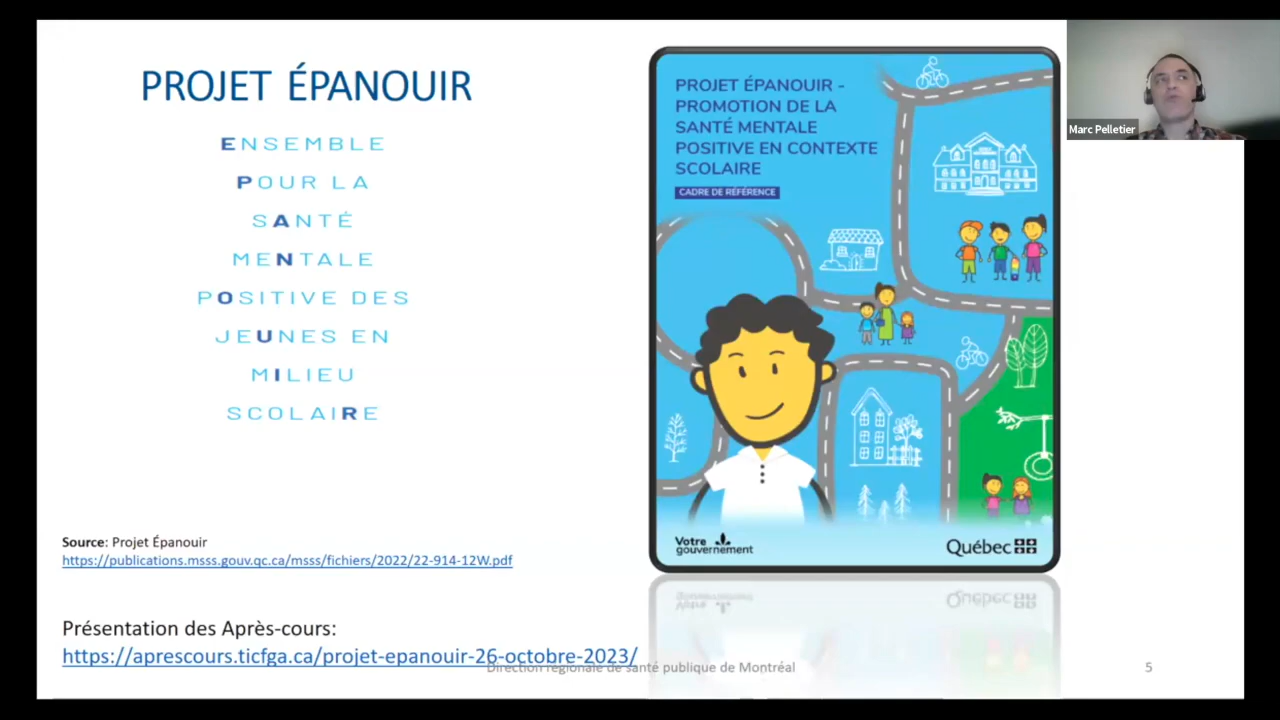 PROJET ÉPANOUIR
ENSEMBLE
POUR LA
SANTÉ
MENTALE
POSITIVE DES
JEUNES EN
MILIEU
SCOLAIRE
Source: Projet Épanouir
https://publications.msss.gouv.qc.ca/msss/fichiers/2022/22-914-12W.pdf
Présentation des Après-cours:
https://aprescours.ticfga.ca/projet-epanouir-26-octobre-2023/
Direction régionale de santé publique de Montréal
5
PROJET ÉPANOUIR -
PROMOTION DE LA
SANTÉ MENTALE
POSITIVE EN CONTEXTE
SCOLAIRE
CADRE DE RÉFÉRENCE
Votre
gouvernement
Québec
Marc Pelletier